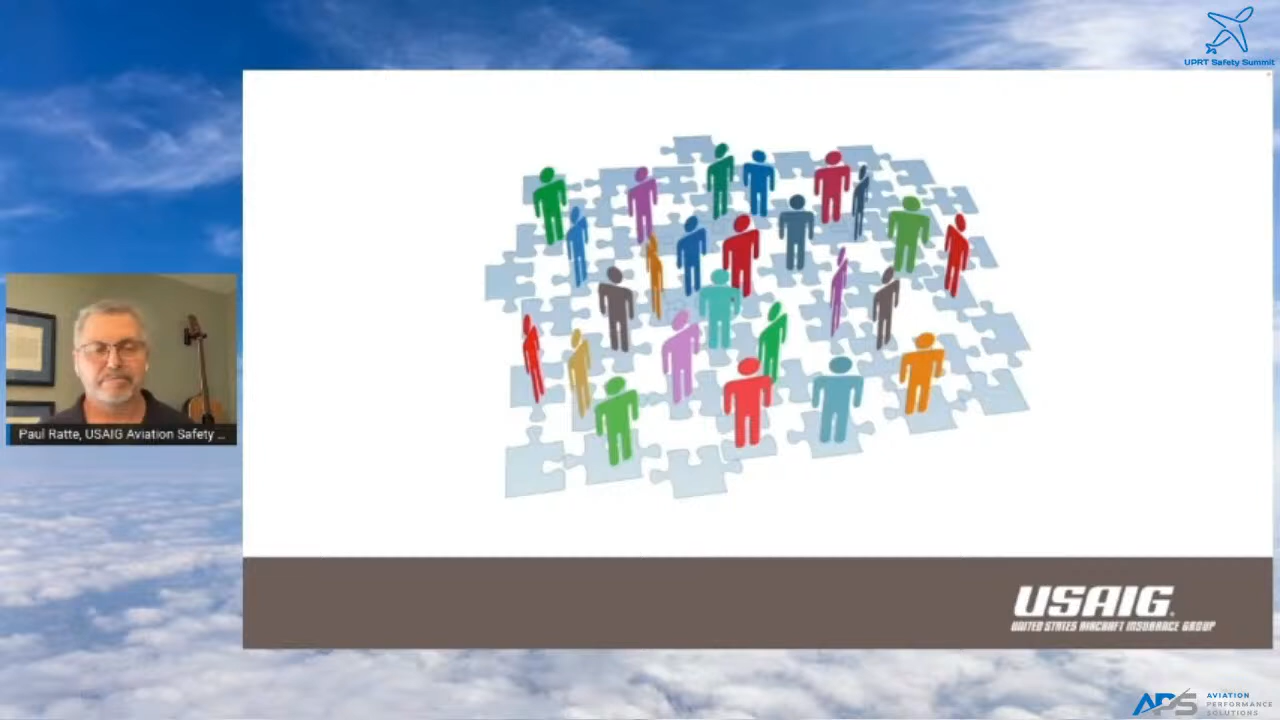 UPRT Safety Summit
Paul Ratte, USAIG Aviation Safety ...
USAIG
UNITED STATES AIRCRAFT INSURANCE GROUP
APS
AVIATION
PERFORMANCE
SOLUTIONS